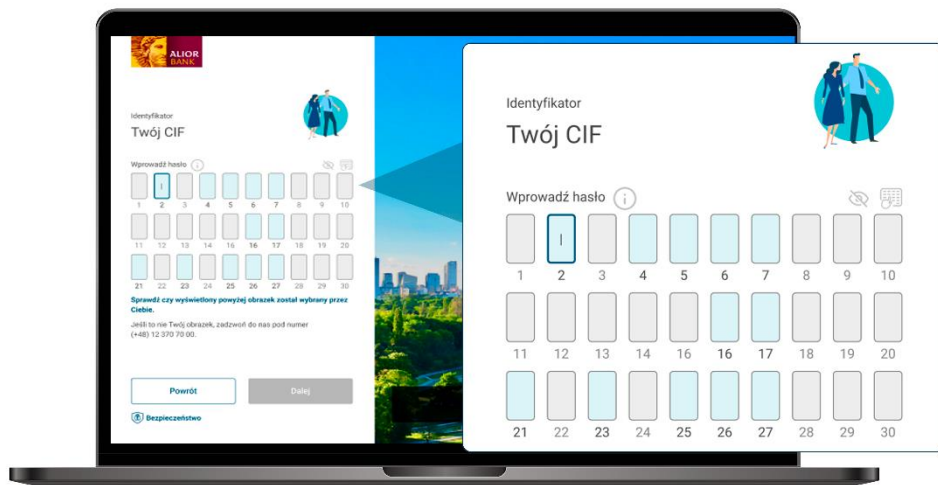 ALIOR
BANK
Identyfikator
Twój CIF
Wprowadź hasło i
1 2 3 4 5 6 7 8 9 10
11 12 13 14 16 16 17 18 19 20
21 22 23 24 25 26 27 28 29 30
Sprawdź czy wyświetlony powyżej obrazek został wybrany przez
Ciebie.
Jeśli to nie Twój obrazek, zadzwoń do nas pod numer
(+48) 12 370 70 00.
Powrót
Dalej
Bezpieczeństwo
Identyfikator
Twój CIF
Wprowadź hasło i
1 2 3 4 5 6 7 8 9 10
11 12 13 14 16 16 17 18 19 20
21 22 23 24 25 26 27 28 29 30